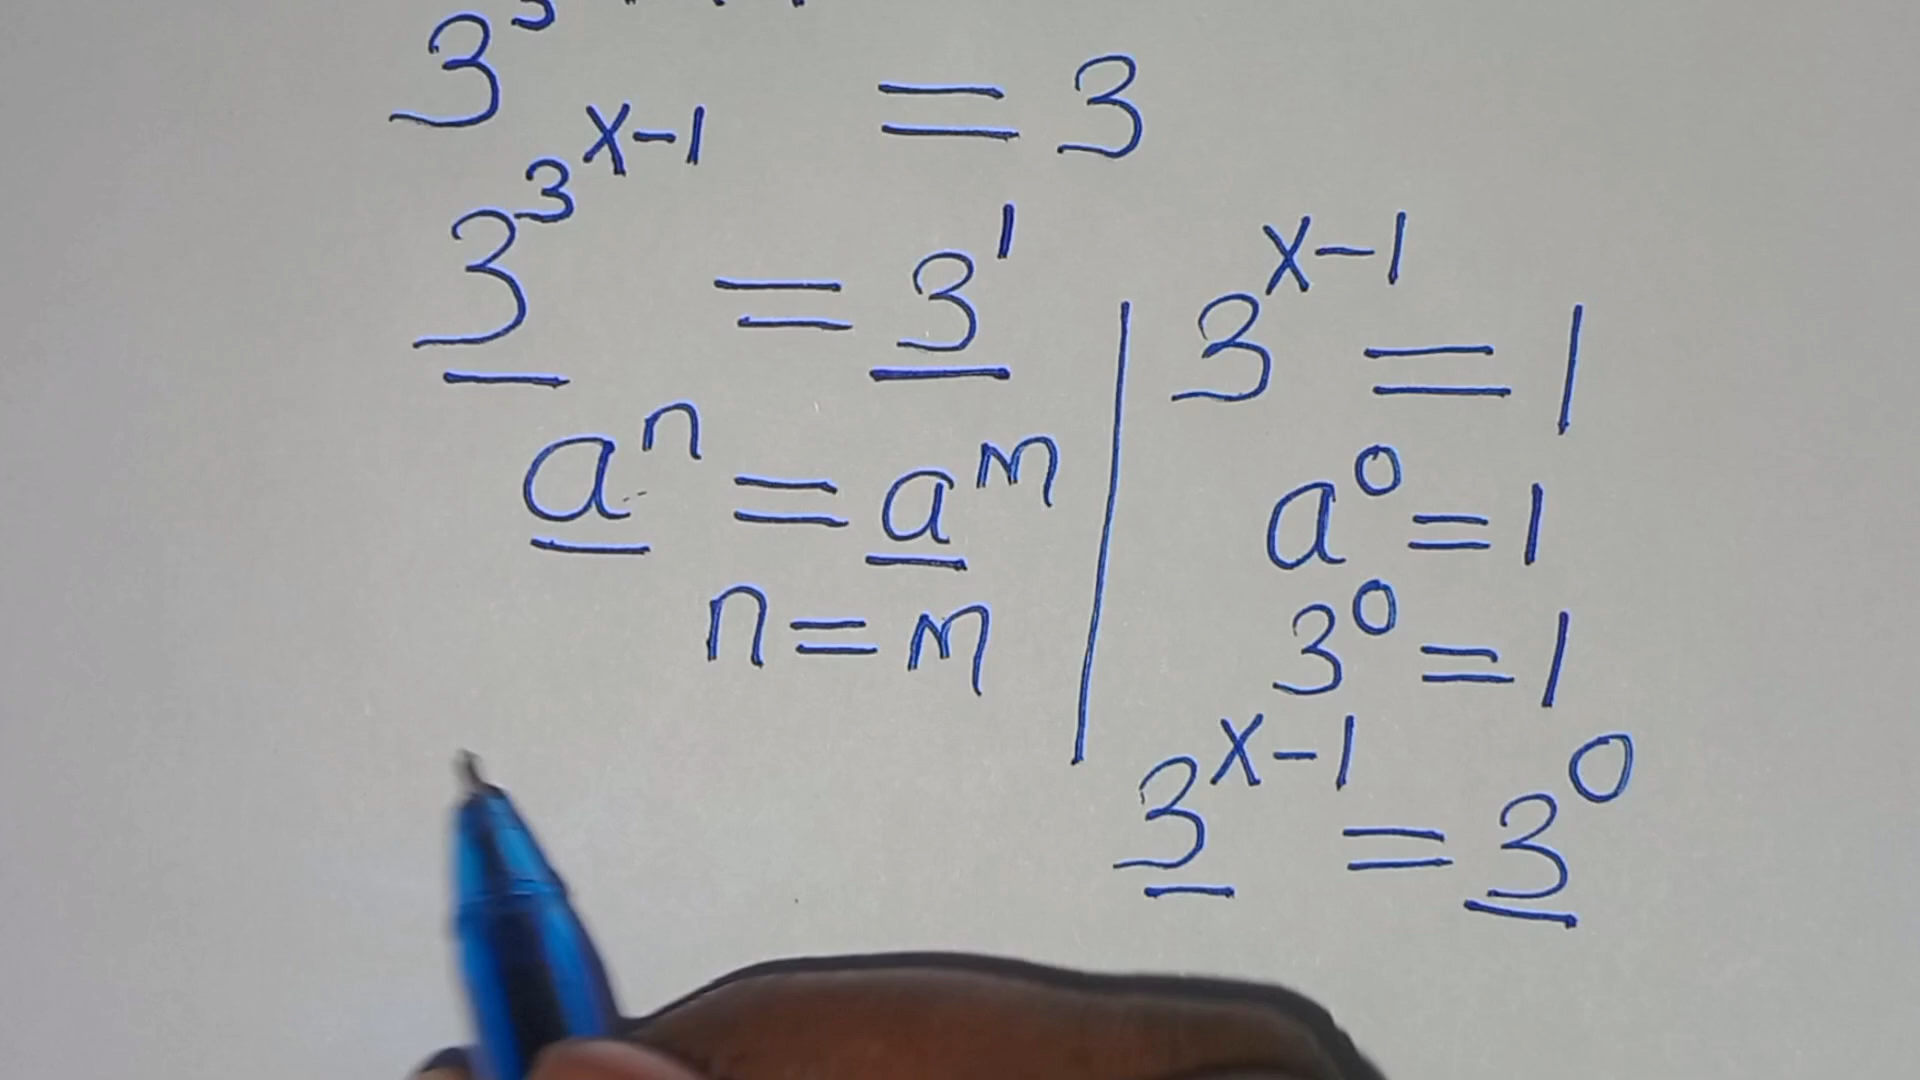 3^3 = 3
3^3^x-1 = 3^1
a^n = a^m
n = m
3^x-1 = 1
a^0 = 1
3^0 = 1
3^x-1 = 3^0